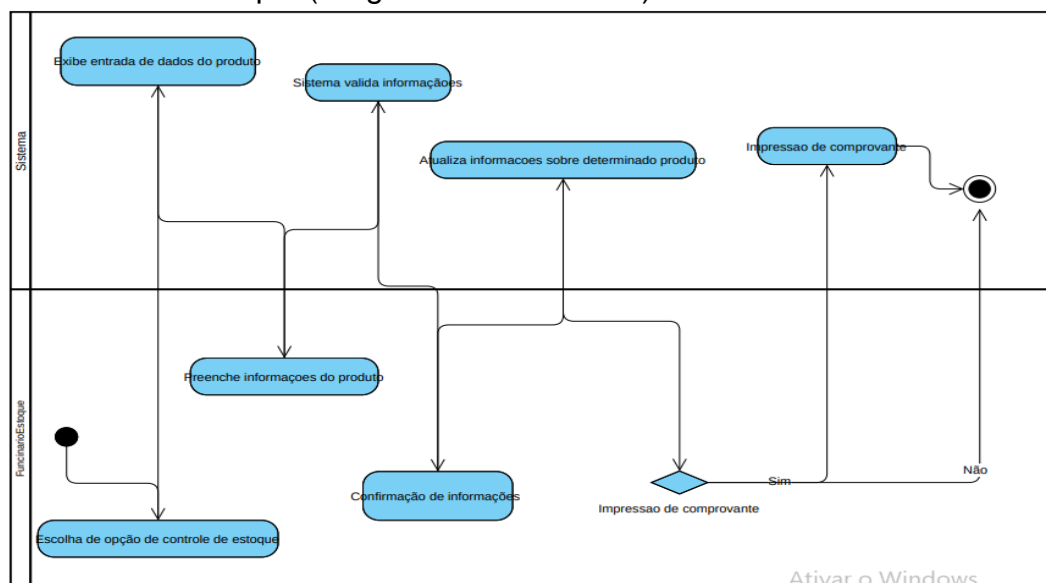 Exibe entrada de dados do produto
Sistema valida informaçãoes
Atualiza informacoes sobre determinado produto
Impressao de comprovante
Sistema
Preenche informaçoes do produto
FuncinarioEstoque
Confirmação de informações
Sim
Não
Impressao de comprovante
Escolha de opção de controle de estoque
Ativar o Windows